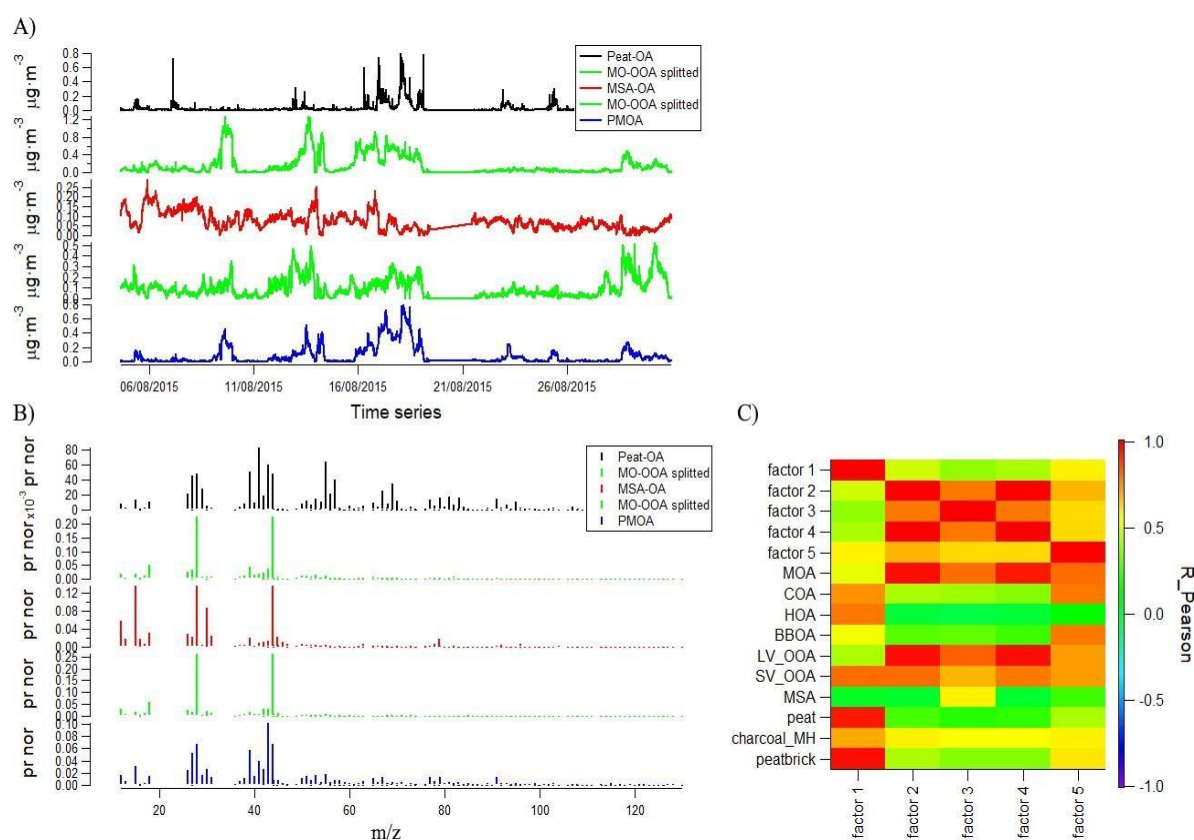 A)
Peat-OA
MO-OOA splitted
MSA-OA
MO-OOA splitted
PMOA
µg·m⁻³
0.8
0.6
0.4
0.2
0.0
µg·m⁻³
1.2
0.8
0.4
0.0
µg·m⁻³
0.25
0.20
0.15
0.10
0.05
0.00
µg·m⁻³
0.5
0.4
0.3
0.2
0.1
0.0
µg·m⁻³
0.8
0.6
0.4
0.2
0.0
06/08/2015 11/08/2015 16/08/2015 21/08/2015 26/08/2015
Time series
B)
Peat-OA
MO-OOA splitted
MSA-OA
MO-OOA splitted
PMOA
x10⁻³ pr nor
80
60
40
20
0
pr nor
0.20
0.15
0.10
0.05
0.00
pr nor
0.12
0.08
0.04
0.00
pr nor
0.25
0.20
0.15
0.10
0.05
0.00
pr nor
0.10
0.08
0.06
0.04
0.02
0.00
20 40 60 80 100 120
m/z
C)
factor 1
factor 2
factor 3
factor 4
factor 5
MOA
COA
HOA
BBOA
LV_OOA
SV_OOA
MSA
peat
charcoal_MH
peatbrick
factor 1
factor 2
factor 3
factor 4
factor 5
1.0
0.5
0.0
-0.5
-1.0
R_Pearson